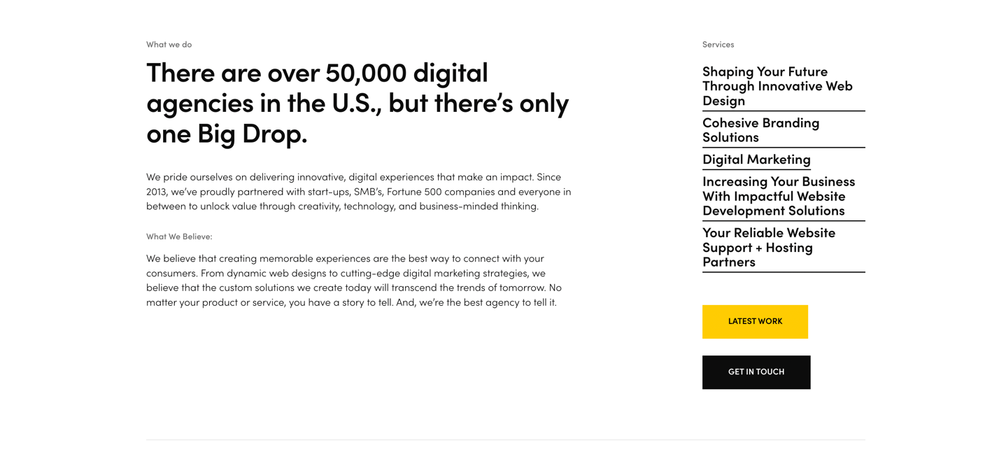 What we do
There are over 50,000 digital
agencies in the U.S., but there’s only
one Big Drop.
We pride ourselves on delivering innovative, digital experiences that make an impact. Since
2013, we’ve proudly partnered with start-ups, SMB’s, Fortune 500 companies and everyone in
between to unlock value through creativity, technology, and business-minded thinking.
What We Believe:
We believe that creating memorable experiences are the best way to connect with your
consumers. From dynamic web designs to cutting-edge digital marketing strategies, we
believe that the custom solutions we create today will transcend the trends of tomorrow. No
matter your product or service, you have a story to tell. And, we’re the best agency to tell it.
Services
Shaping Your Future
Through Innovative Web
Design
Cohesive Branding
Solutions
Digital Marketing
Increasing Your Business
With Impactful Website
Development Solutions
Your Reliable Website
Support + Hosting
Partners
LATEST WORK
GET IN TOUCH